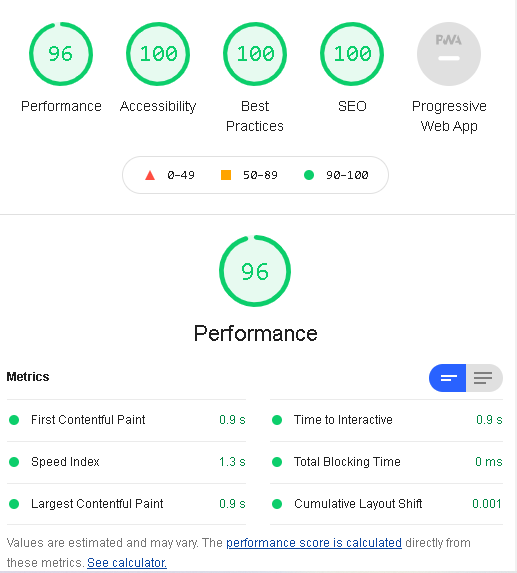 96 100 100 100 PWA
Performance Accessibility Best Practices SEO Progressive Web App
0–49 50–89 90–100
96
Performance
Metrics
First Contentful Paint 0.9 s
Time to Interactive 0.9 s
Speed Index 1.3 s
Total Blocking Time 0 ms
Largest Contentful Paint 0.9 s
Cumulative Layout Shift 0.001
Values are estimated and may vary. The performance score is calculated directly from
these metrics. See calculator.